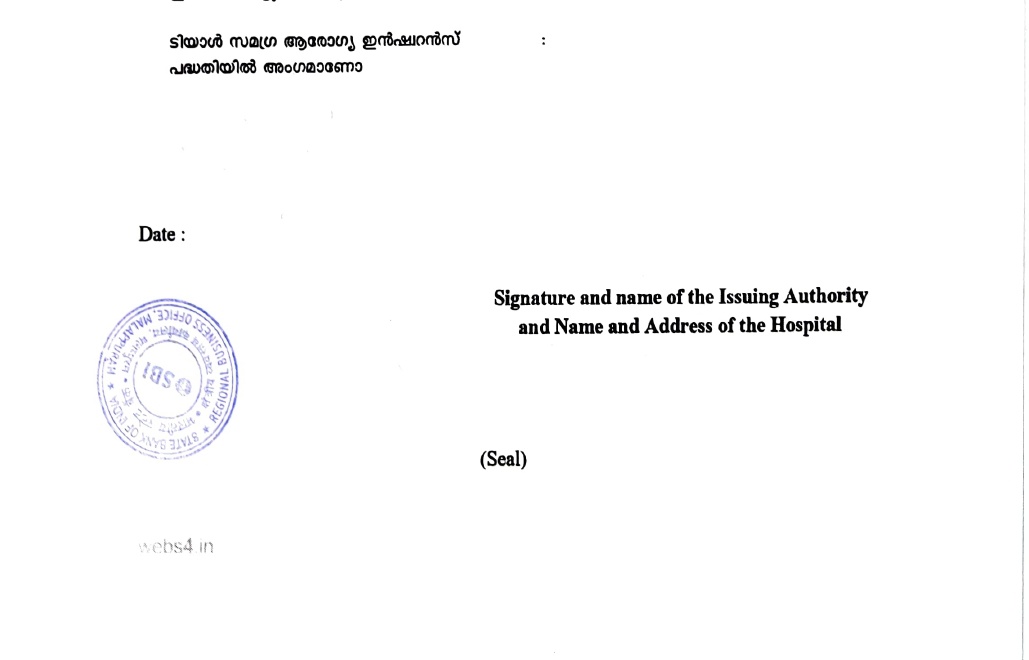 ടിയാൾ സമഗ്ര ആരോഗ്യ ഇൻഷ്വറൻസ് :
പദ്ധതിയിൽ അംഗമാണോ
Date :
Signature and name of the Issuing Authority
and Name and Address of the Hospital
STATE BANK OF INDIA ★ REGIONAL BUSINESS OFFICE, MALAPPURAM ★
SBI
(Seal)
webs4.in